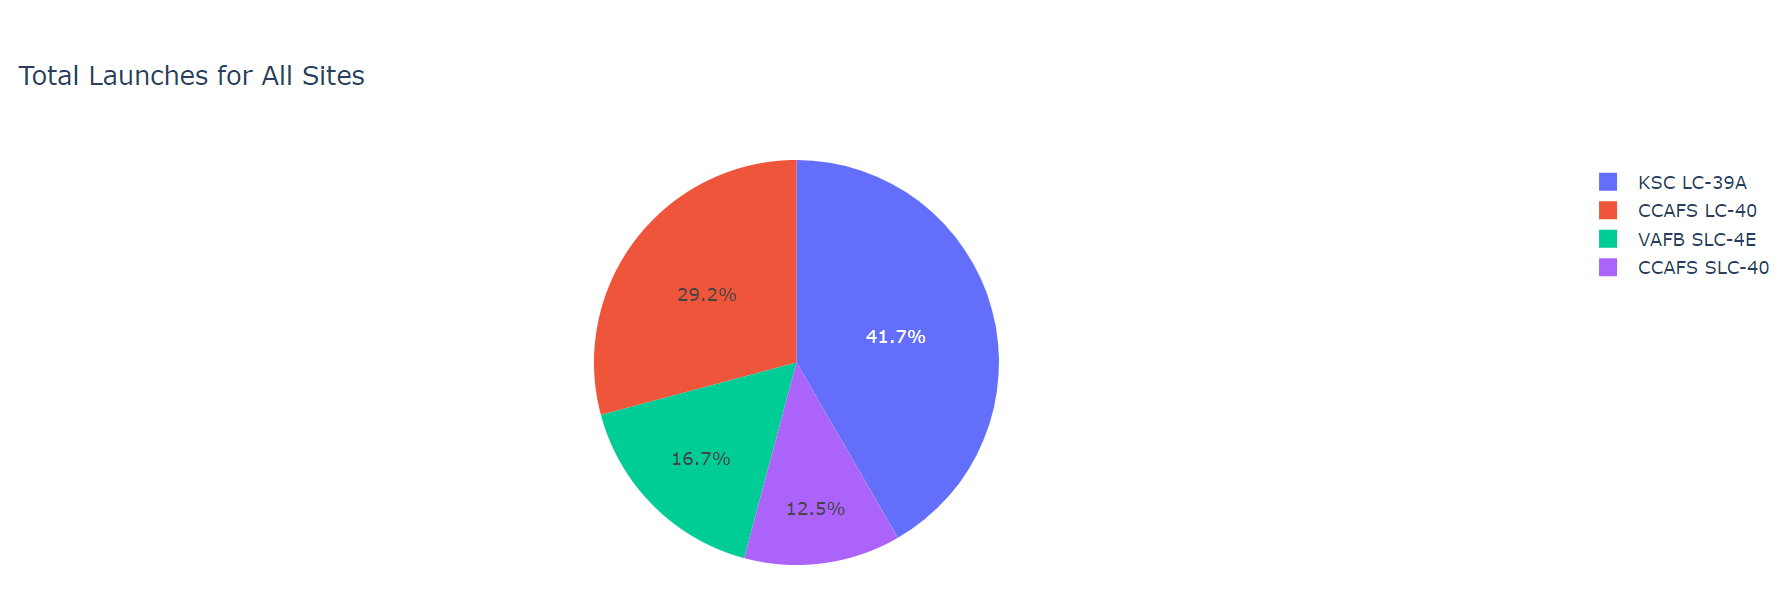 Total Launches for All Sites
KSC LC-39A
CCAFS LC-40
VAFB SLC-4E
CCAFS SLC-40
29.2%
41.7%
16.7%
12.5%